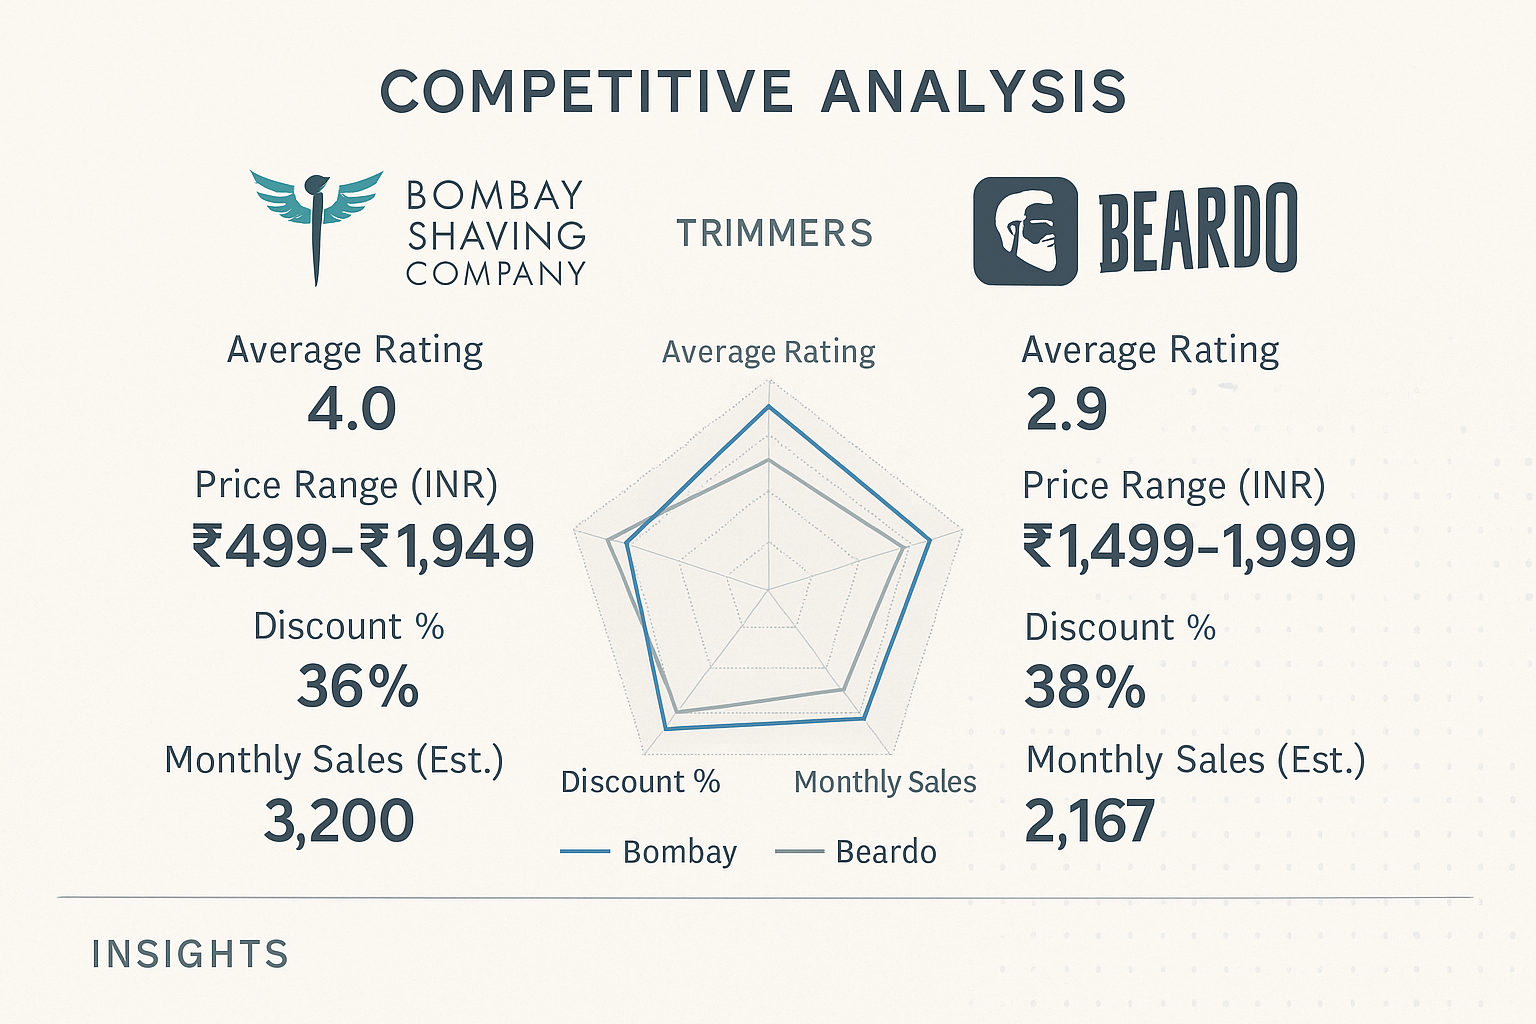 COMPETITIVE ANALYSIS
BOMBAY
SHAVING
COMPANY
TRIMMERS
BEARDO
Average Rating
4.0
Price Range (INR)
₹499-₹1,949
Discount %
36%
Monthly Sales (Est.)
3,200
Average Rating
Discount %
Monthly Sales
Bombay
Beardo
Average Rating
2.9
Price Range (INR)
₹1,499-1,999
Discount %
38%
Monthly Sales (Est.)
2,167
INSIGHTS